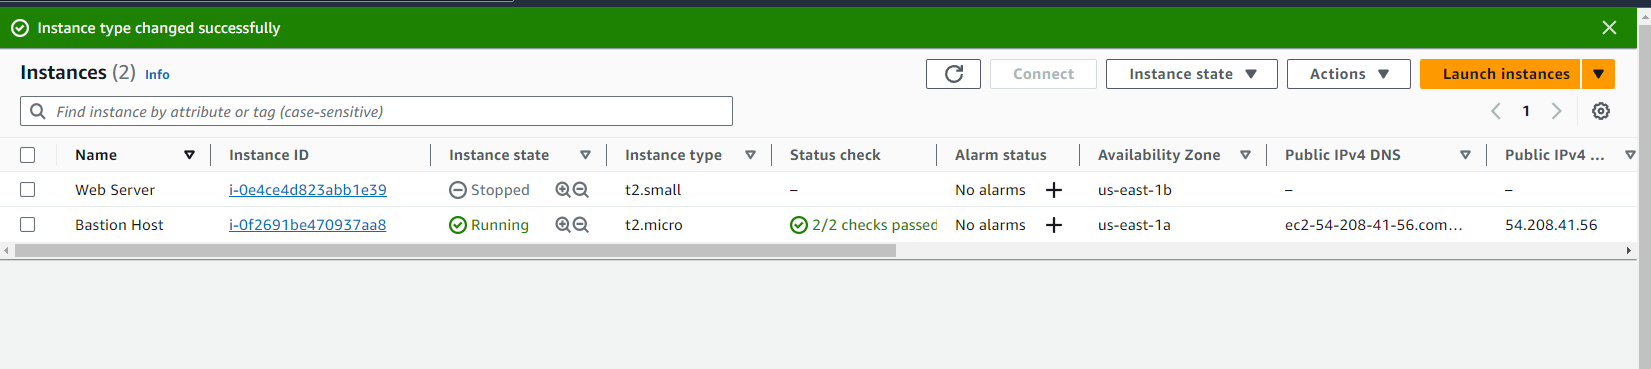 Instance type changed successfully
Instances (2) Info
Connect Instance state Actions Launch instances
Find instance by attribute or tag (case-sensitive)
1
Name Instance ID Instance state Instance type Status check Alarm status Availability Zone Public IPv4 DNS Public IPv4 ...
Web Server i-0e4ce4d823abb1e39 Stopped t2.small – No alarms + us-east-1b – –
Bastion Host i-0f2691be470937aa8 Running t2.micro 2/2 checks passed No alarms + us-east-1a ec2-54-208-41-56.com... 54.208.41.56